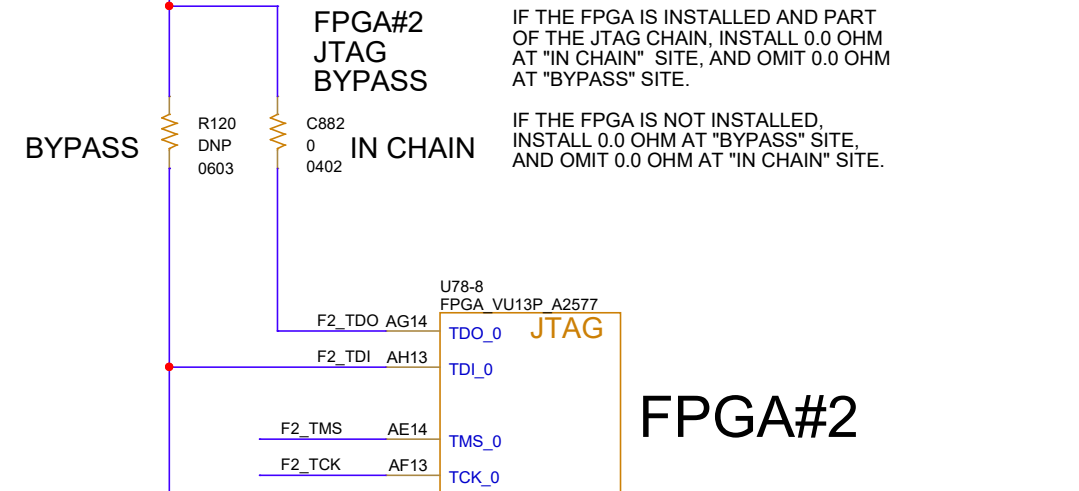 FPGA#2
JTAG
BYPASS
IF THE FPGA IS INSTALLED AND PART
OF THE JTAG CHAIN, INSTALL 0.0 OHM
AT "IN CHAIN"  SITE, AND OMIT 0.0 OHM
AT "BYPASS" SITE.
IF THE FPGA IS NOT INSTALLED,
INSTALL 0.0 OHM AT "BYPASS" SITE,
AND OMIT 0.0 OHM AT "IN CHAIN" SITE.
BYPASS
R120
DNP
0603
C882
0
0402
IN CHAIN
U78-8
FPGA_VU13P_A2577
JTAG
F2_TDO AG14 TDO_0
F2_TDI AH13 TDI_0
F2_TMS AE14 TMS_0
F2_TCK AF13 TCK_0
FPGA#2